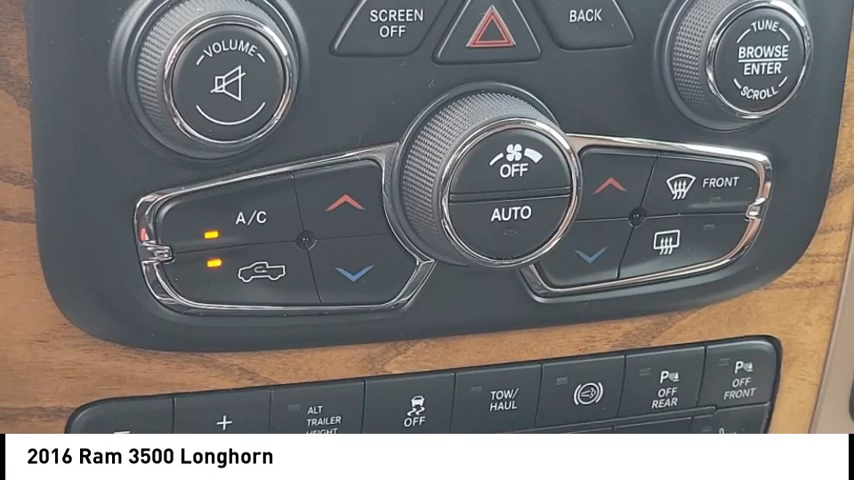 SCREEN
OFF
BACK
VOLUME
TUNE
BROWSE
ENTER
SCROLL
OFF
AUTO
A/C
FRONT
ALT
TRAILER
HEIGHT
OFF
TOW/
HAUL
P
OFF
REAR
P
OFF
FRONT
2016 Ram 3500 Longhorn